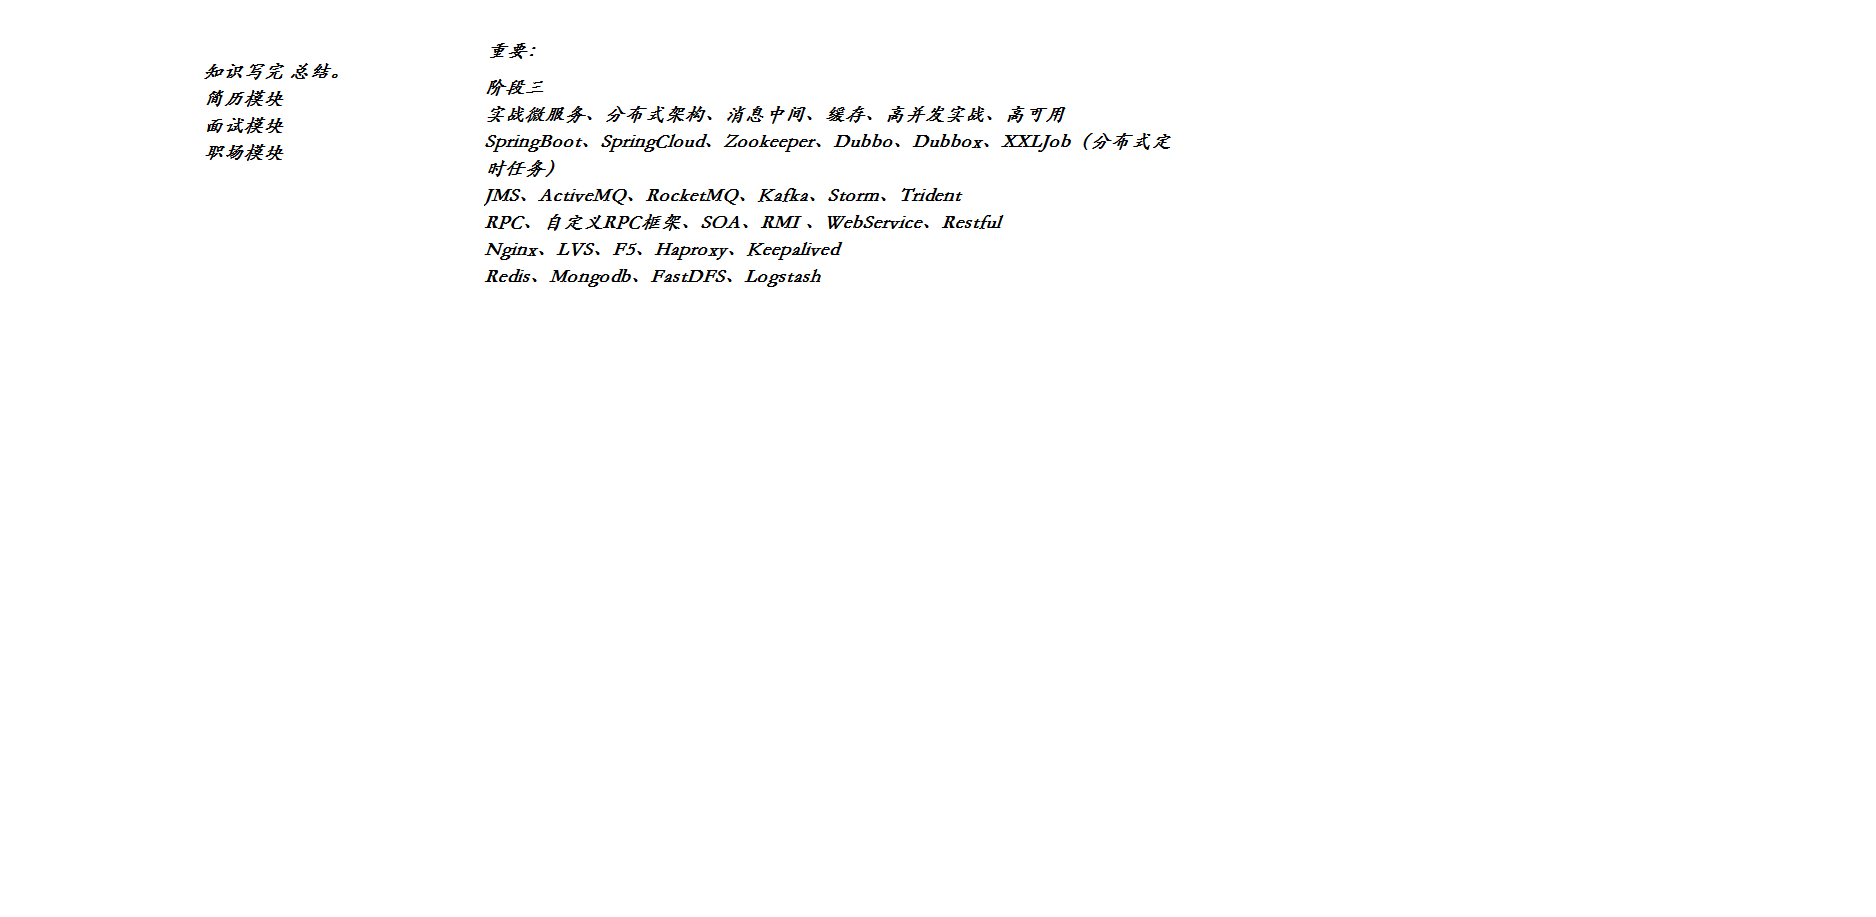 知识写完 总结。
简历模块
面试模块
职场模块
重要：
阶段三
实战微服务、分布式架构、消息中间、缓存、高并发实战、高可用
SpringBoot、SpringCloud、Zookeeper、Dubbo、Dubbox、XXLJob（分布式定
时任务）
JMS、ActiveMQ、RocketMQ、Kafka、Storm、Trident
RPC、自定义RPC框架、SOA、RMI 、WebService、Restful
Nginx、LVS、F5、Haproxy、Keepalived
Redis、Mongodb、FastDFS、Logstash